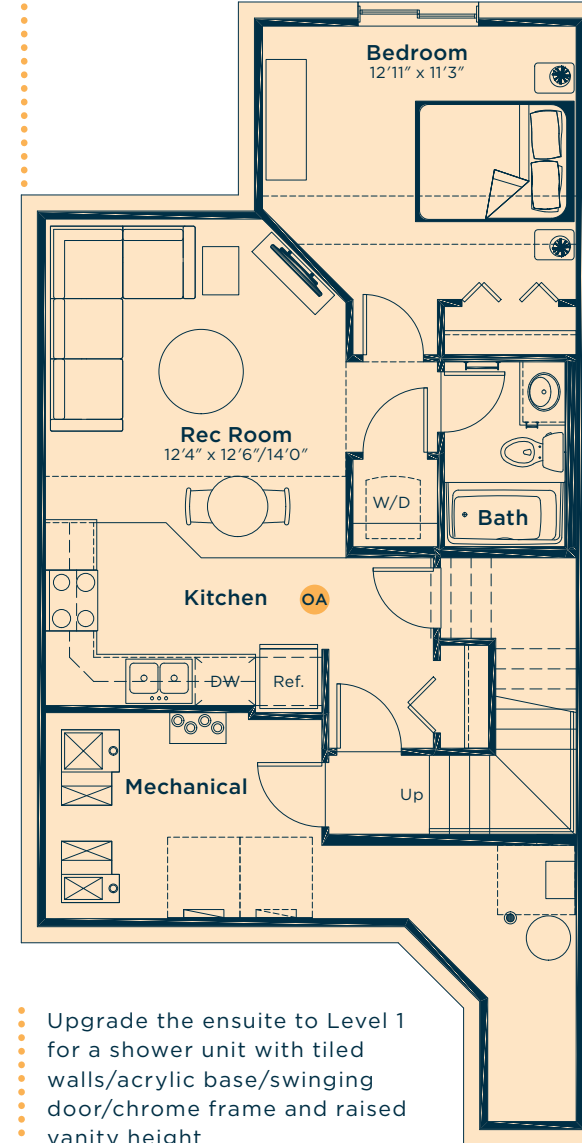 Bedroom
12'11" x 11'3"
Rec Room
12'4" x 12'6"/14'0"
W/D
Bath
Kitchen
OA
DW
Ref.
Mechanical
Up
Upgrade the ensuite to Level 1
for a shower unit with tiled
walls/acrylic base/swinging
door/chrome frame and raised
vanity height